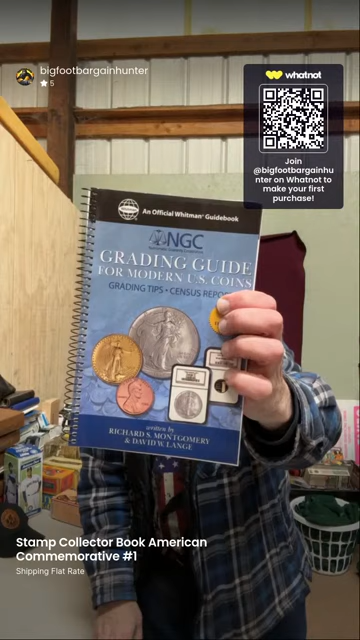 bigfootbargainhunter
★ 5
whatnot
Join
@bigfootbargainhu
nter on Whatnot to
make your first
purchase!
An Official Whitman® Guidebook
NGC
GRADING GUIDE
FOR MODERN U.S. COINS
GRADING TIPS • CENSUS REPO
written by
RICHARD S. MONTGOMERY
& DAVID W. LANGE
Stamp Collector Book American
Commemorative #1
Shipping Flat Rate